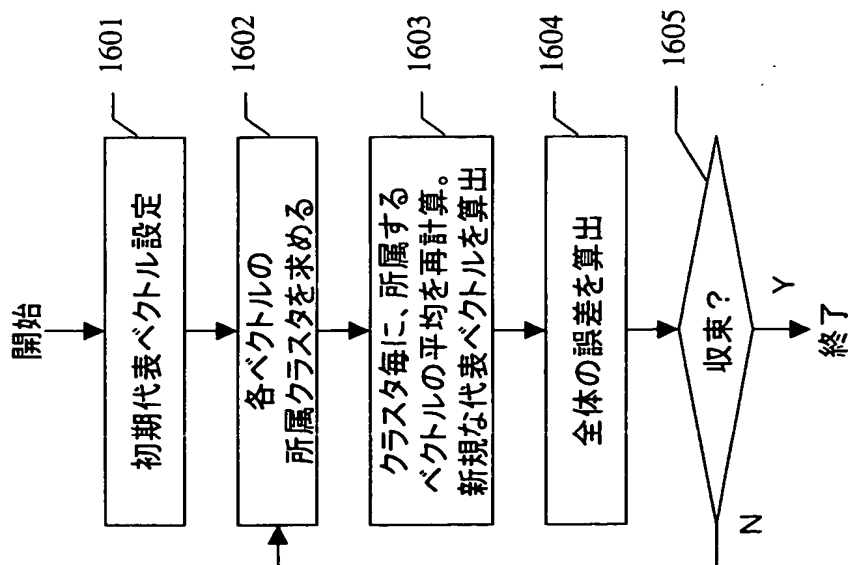 開始
初期代表ベクトル設定
1601
各ベクトルの
所属クラスタを求める
1602
クラスタ毎に、所属する
ベクトルの平均を再計算。
新規な代表ベクトルを算出
1603
全体の誤差を算出
1604
収束?
1605
N
Y
終了